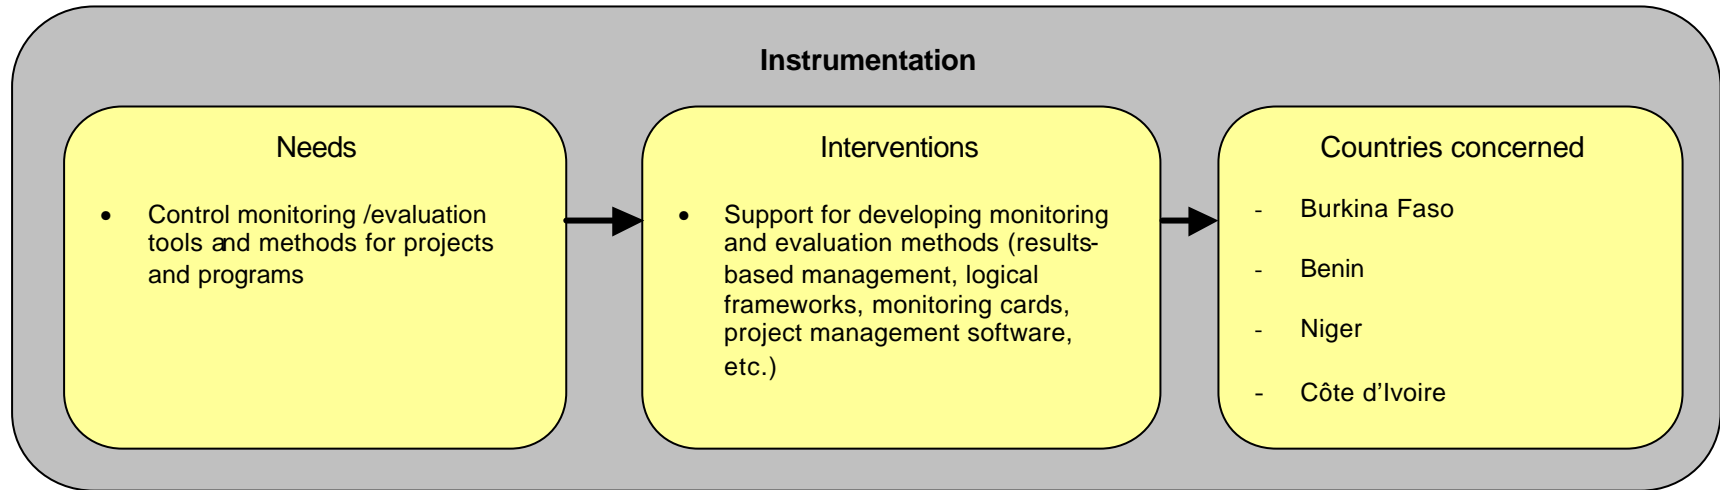 Instrumentation
Needs
• Control monitoring /evaluation
tools and methods for projects
and programs
Interventions
• Support for developing monitoring
and evaluation methods (results-
based management, logical
frameworks, monitoring cards,
project management software,
etc.)
Countries concerned
- Burkina Faso
- Benin
- Niger
- Côte d’Ivoire